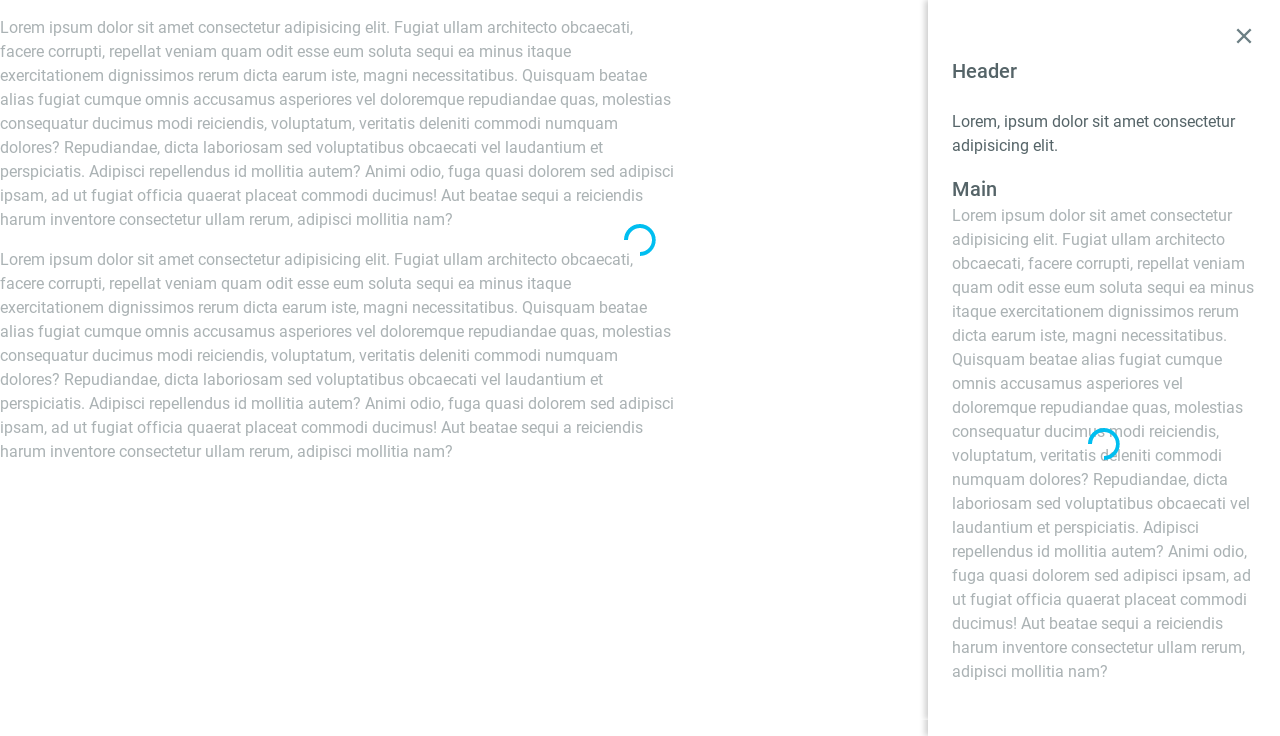 Lorem ipsum dolor sit amet consectetur adipisicing elit. Fugiat ullam architecto obcaecati,
facere corrupti, repellat veniam quam odit esse eum soluta sequi ea minus itaque
exercitationem dignissimos rerum dicta earum iste, magni necessitatibus. Quisquam beatae
alias fugiat cumque omnis accusamus asperiores vel doloremque repudiandae quas, molestias
consequatur ducimus modi reiciendis, voluptatum, veritatis deleniti commodi numquam
dolores? Repudiandae, dicta laboriosam sed voluptatibus obcaecati vel laudantium et
perspiciatis. Adipisci repellendus id mollitia autem? Animi odio, fuga quasi dolorem sed adipisci
ipsam, ad ut fugiat officia quaerat placeat commodi ducimus! Aut beatae sequi a reiciendis
harum inventore consectetur ullam rerum, adipisci mollitia nam?
Lorem ipsum dolor sit amet consectetur adipisicing elit. Fugiat ullam architecto obcaecati,
facere corrupti, repellat veniam quam odit esse eum soluta sequi ea minus itaque
exercitationem dignissimos rerum dicta earum iste, magni necessitatibus. Quisquam beatae
alias fugiat cumque omnis accusamus asperiores vel doloremque repudiandae quas, molestias
consequatur ducimus modi reiciendis, voluptatum, veritatis deleniti commodi numquam
dolores? Repudiandae, dicta laboriosam sed voluptatibus obcaecati vel laudantium et
perspiciatis. Adipisci repellendus id mollitia autem? Animi odio, fuga quasi dolorem sed adipisci
ipsam, ad ut fugiat officia quaerat placeat commodi ducimus! Aut beatae sequi a reiciendis
harum inventore consectetur ullam rerum, adipisci mollitia nam?
Header
Lorem, ipsum dolor sit amet consectetur
adipisicing elit.
Main
Lorem ipsum dolor sit amet consectetur
adipisicing elit. Fugiat ullam architecto
obcaecati, facere corrupti, repellat veniam
quam odit esse eum soluta sequi ea minus
itaque exercitationem dignissimos rerum
dicta earum iste, magni necessitatibus.
Quisquam beatae alias fugiat cumque
omnis accusamus asperiores vel
doloremque repudiandae quas, molestias
consequatur ducimus modi reiciendis,
voluptatum, veritatis deleniti commodi
numquam dolores? Repudiandae, dicta
laboriosam sed voluptatibus obcaecati vel
laudantium et perspiciatis. Adipisci
repellendus id mollitia autem? Animi odio,
fuga quasi dolorem sed adipisci ipsam, ad
ut fugiat officia quaerat placeat commodi
ducimus! Aut beatae sequi a reiciendis
harum inventore consectetur ullam rerum,
adipisci mollitia nam?